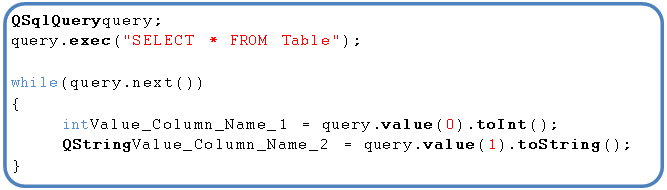 QSqlQueryquery;
query.exec("SELECT * FROM Table");
while(query.next())
{
intValue_Column_Name_1 = query.value(0).toInt();
QStringValue_Column_Name_2 = query.value(1).toString();
}